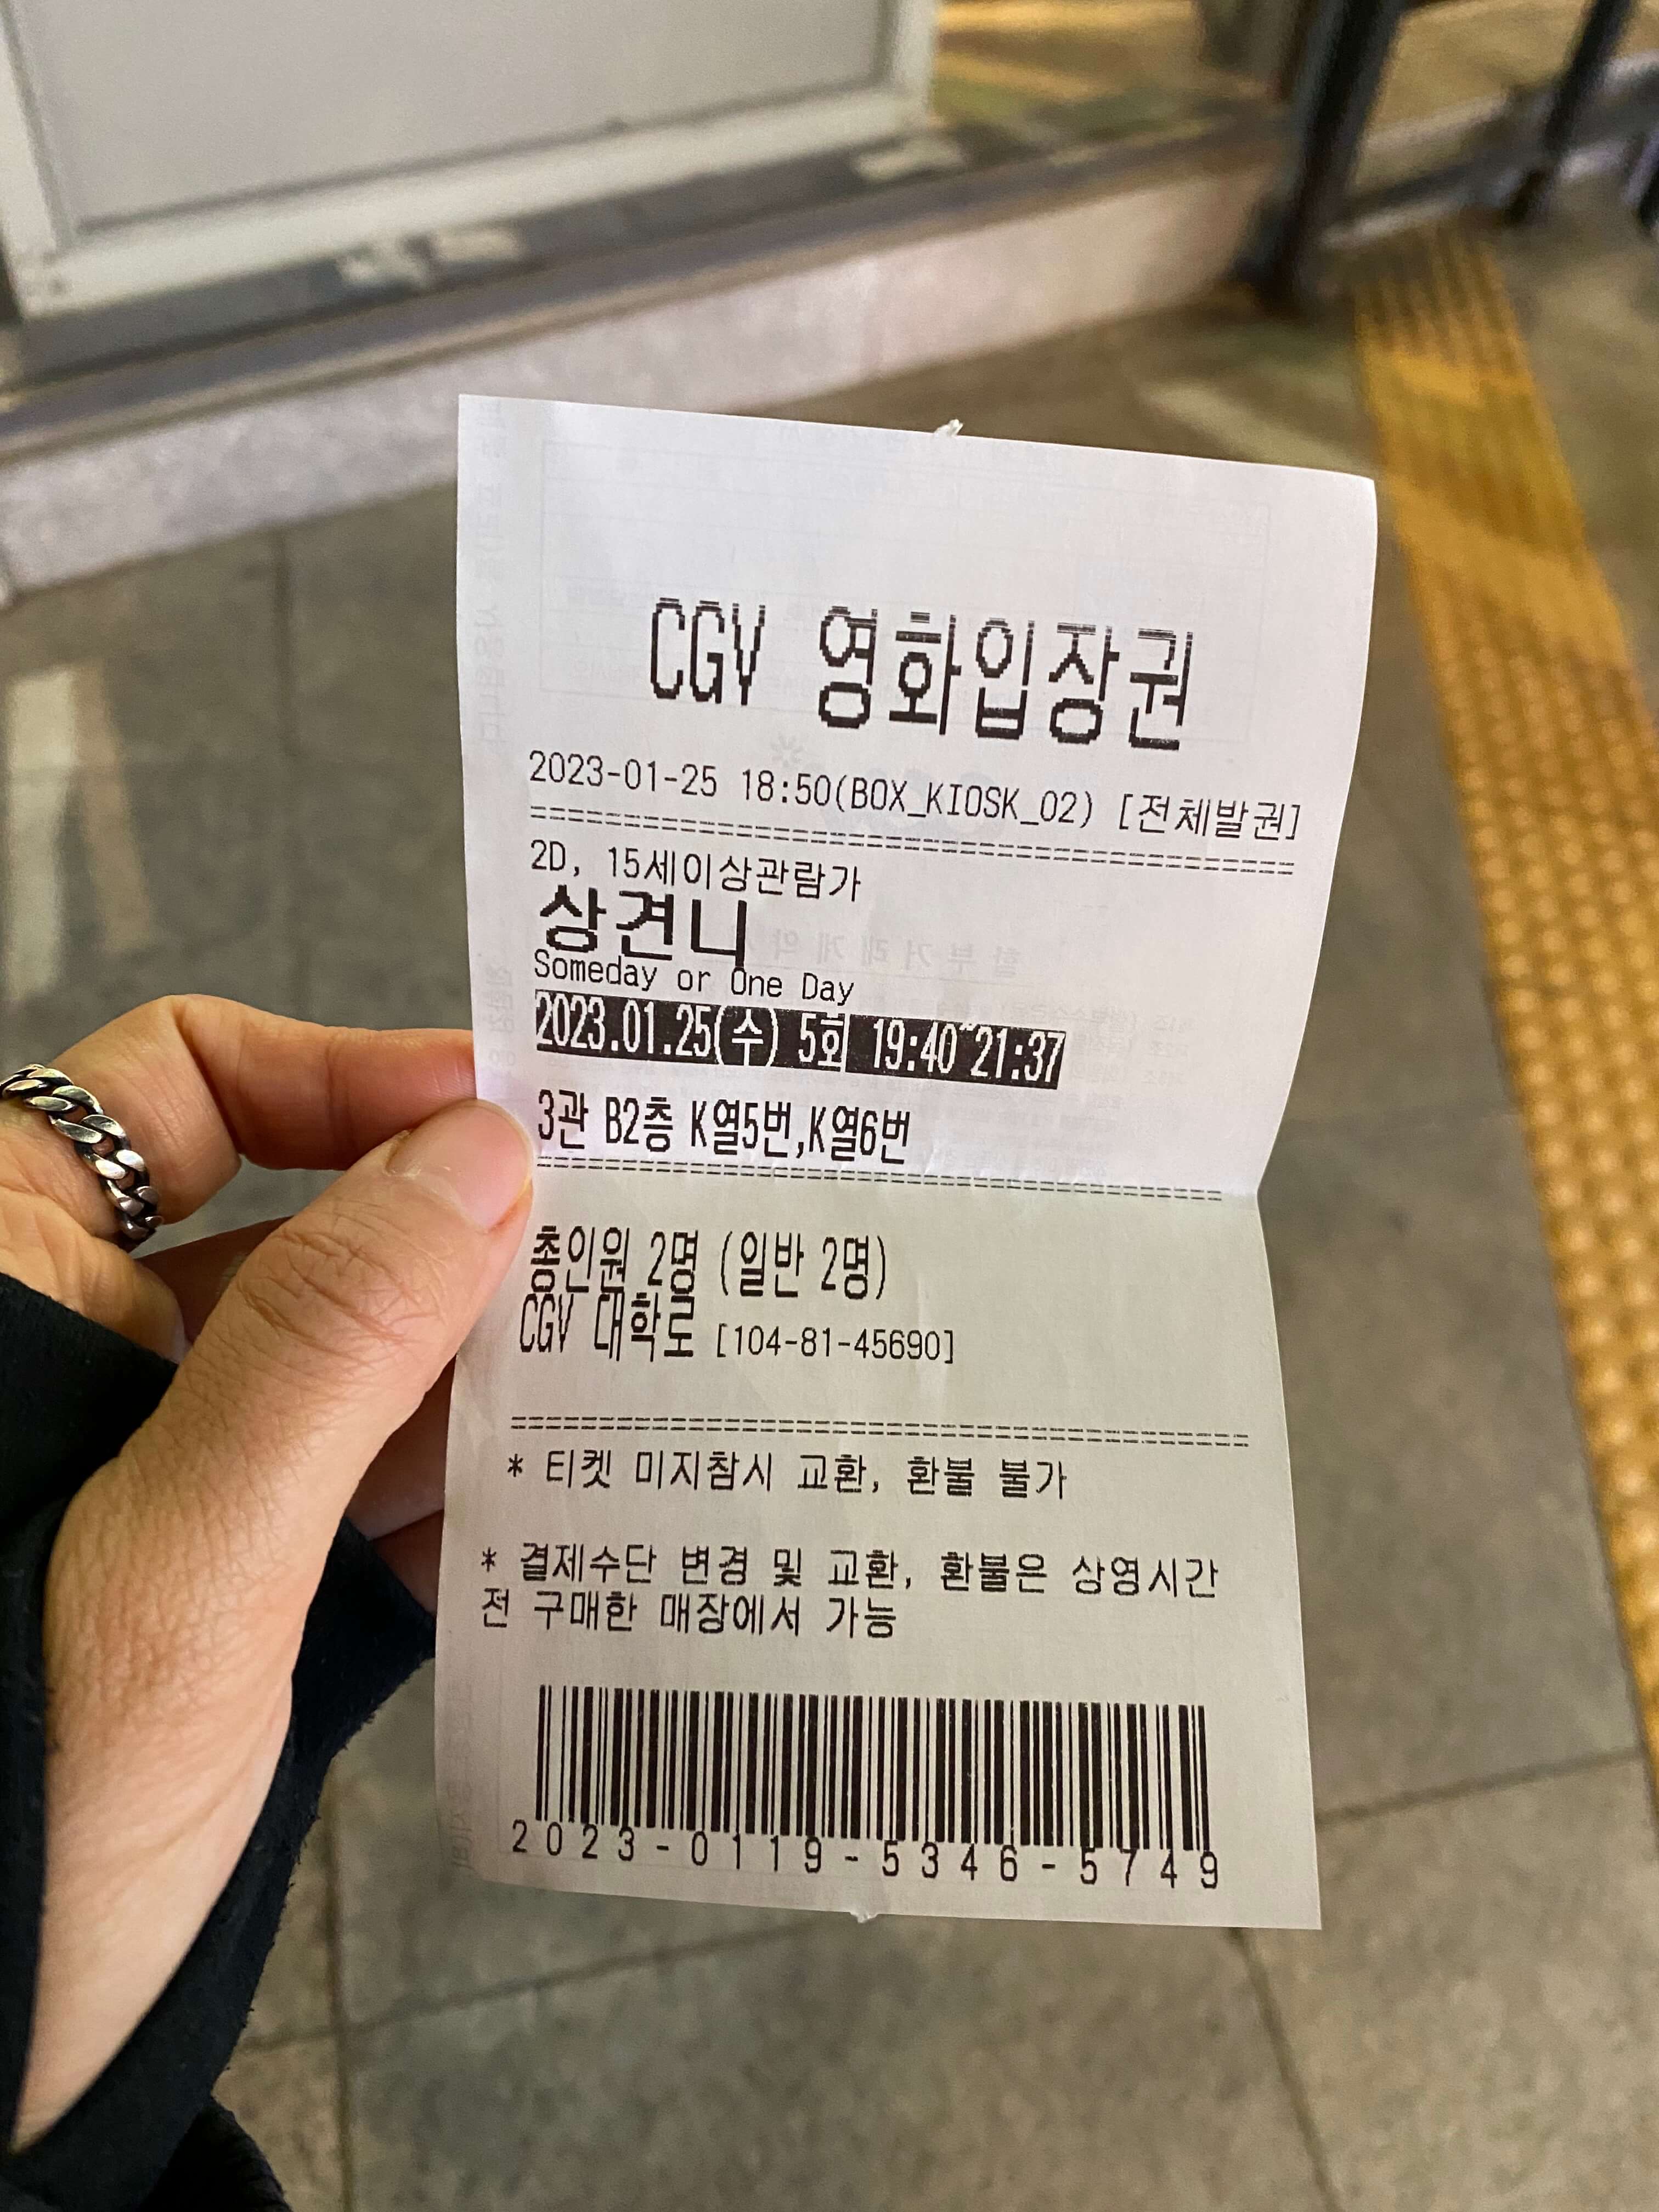 CGV 영화입장권
2023-01-25 18:50(BOX_KIOSK_02) [전체발권]
=========================================
2D, 15세이상관람가
상견니
Someday or One Day
2023.01.25(수) 5회 19:40~21:37
3관 B2층 K열5번,K열6번
=========================================
총인원 2명 (일반 2명)
CGV 대학로 [104-81-45690]
=========================================
* 티켓 미지참시 교환, 환불 불가
* 결제수단 변경 및 교환, 환불은 상영시간
전 구매한 매장에서 가능
2023-0119-5346-5749